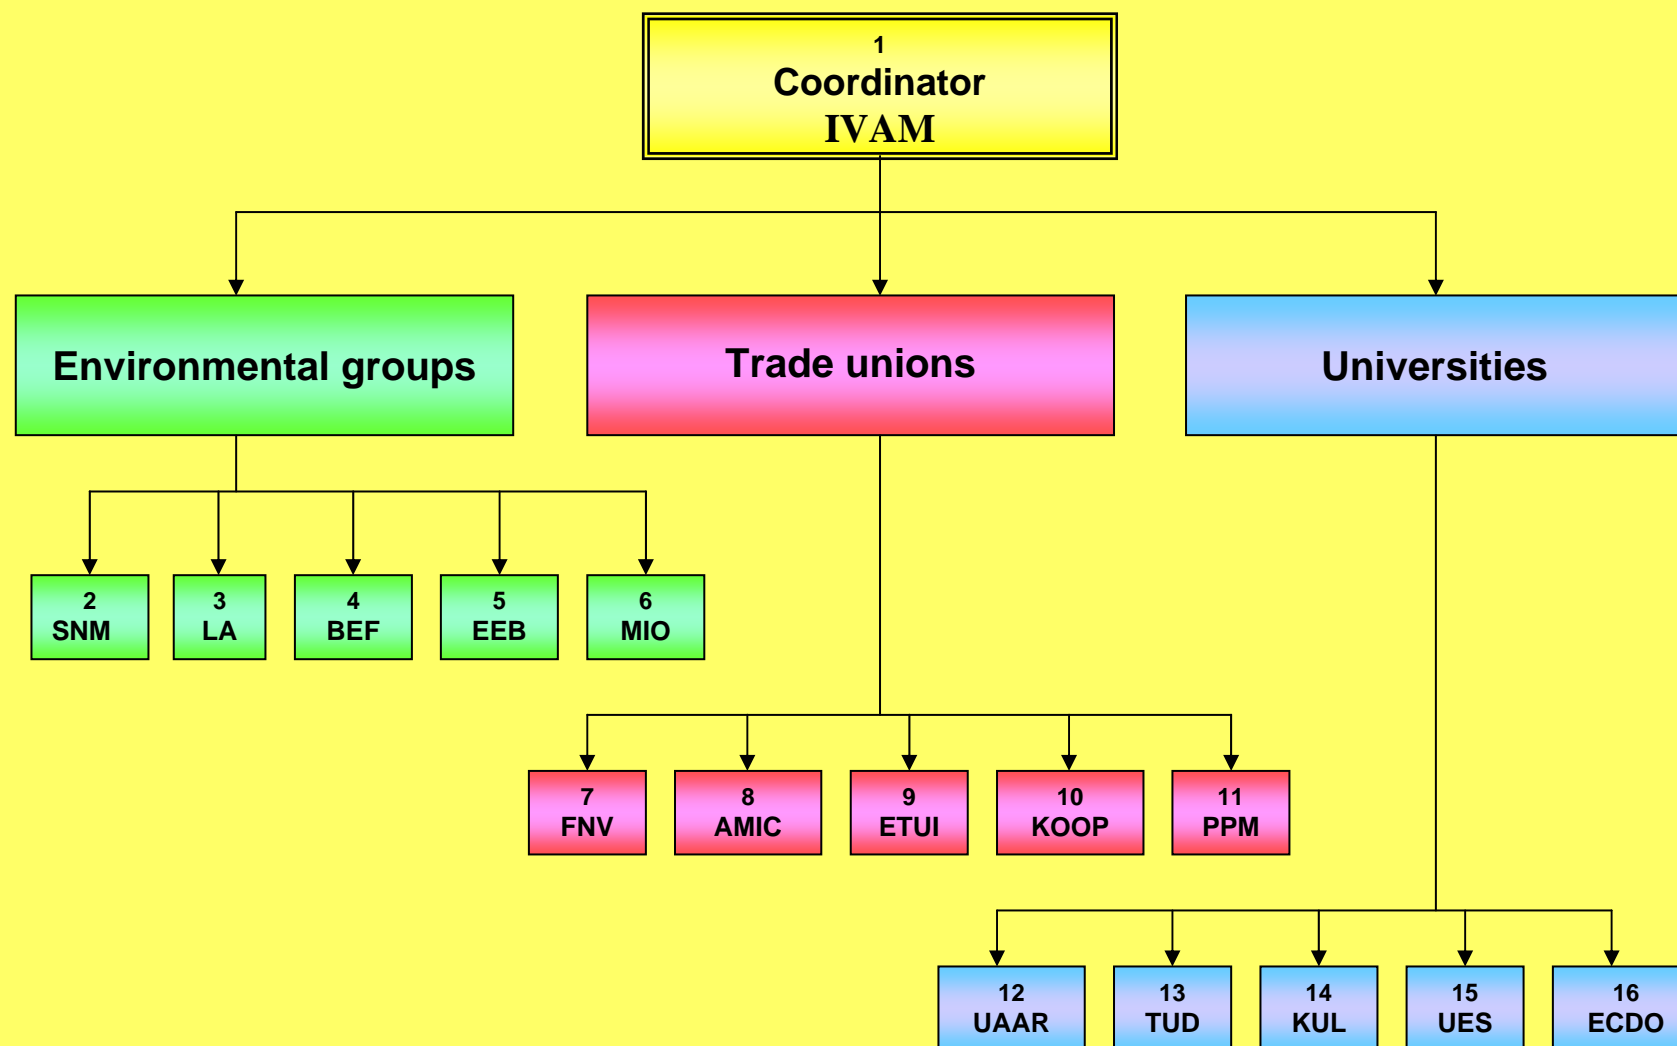 1
Coordinator
IVAM
Environmental groups
Trade unions
Universities
2
SNM
3
LA
4
BEF
5
EEB
6
MIO
7
FNV
8
AMIC
9
ETUI
10
KOOP
11
PPM
12
UAAR
13
TUD
14
KUL
15
UES
16
ECDO